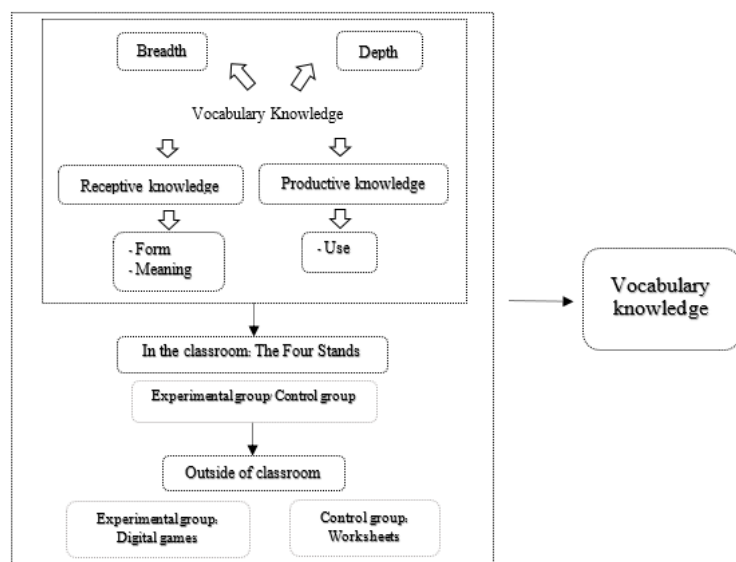 Breadth
Depth
Vocabulary Knowledge
Receptive knowledge
Productive knowledge
- Form
- Meaning
- Use
In the classroom: The Four Stands
Experimental group/ Control group
Outside of classroom
Experimental group:
Digital games
Control group:
Worksheets
Vocabulary
knowledge